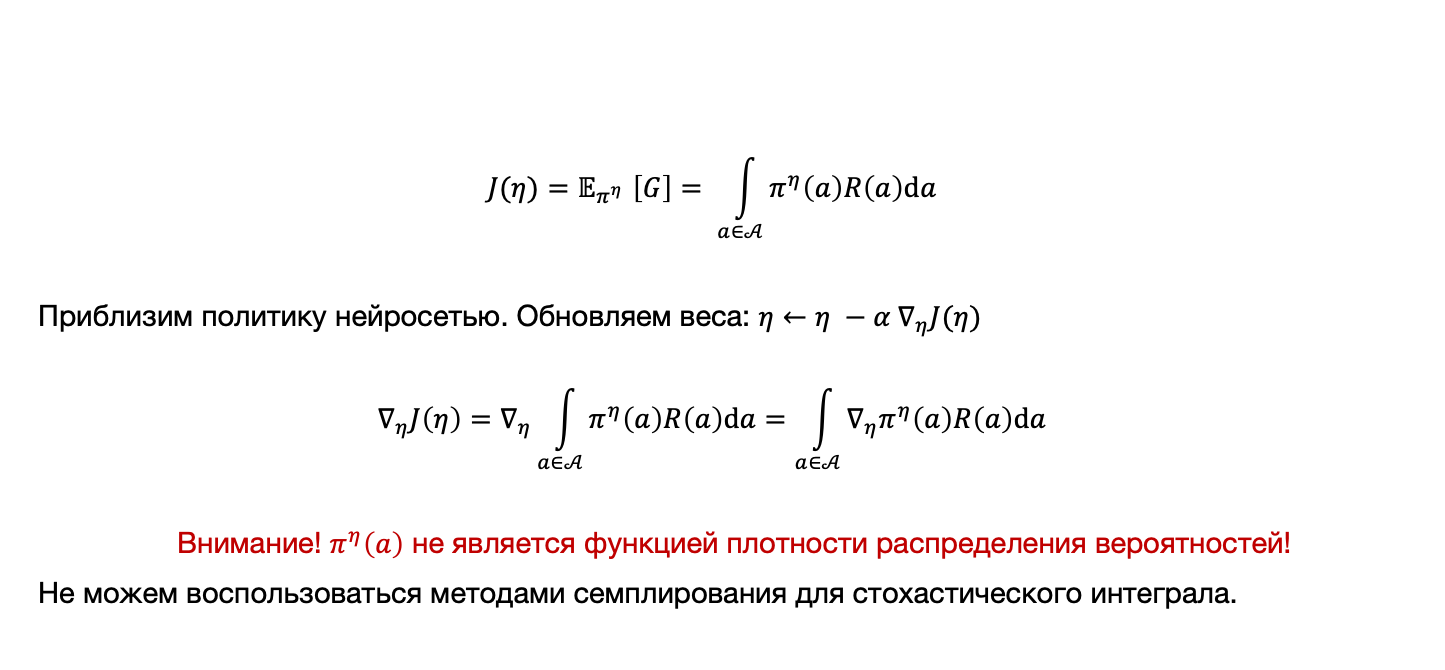 J(η) = 𝔼_{π^η} [G] = ∫_{a∈𝒜} π^η(a)R(a)da
Приблизим политику нейросетью. Обновляем веса: η ← η − α ∇_η J(η)
∇_η J(η) = ∇_η ∫_{a∈𝒜} π^η(a)R(a)da = ∫_{a∈𝒜} ∇_η π^η(a)R(a)da
Внимание! π^η(a) не является функцией плотности распределения вероятностей!
Не можем воспользоваться методами семплирования для стохастического интеграла.